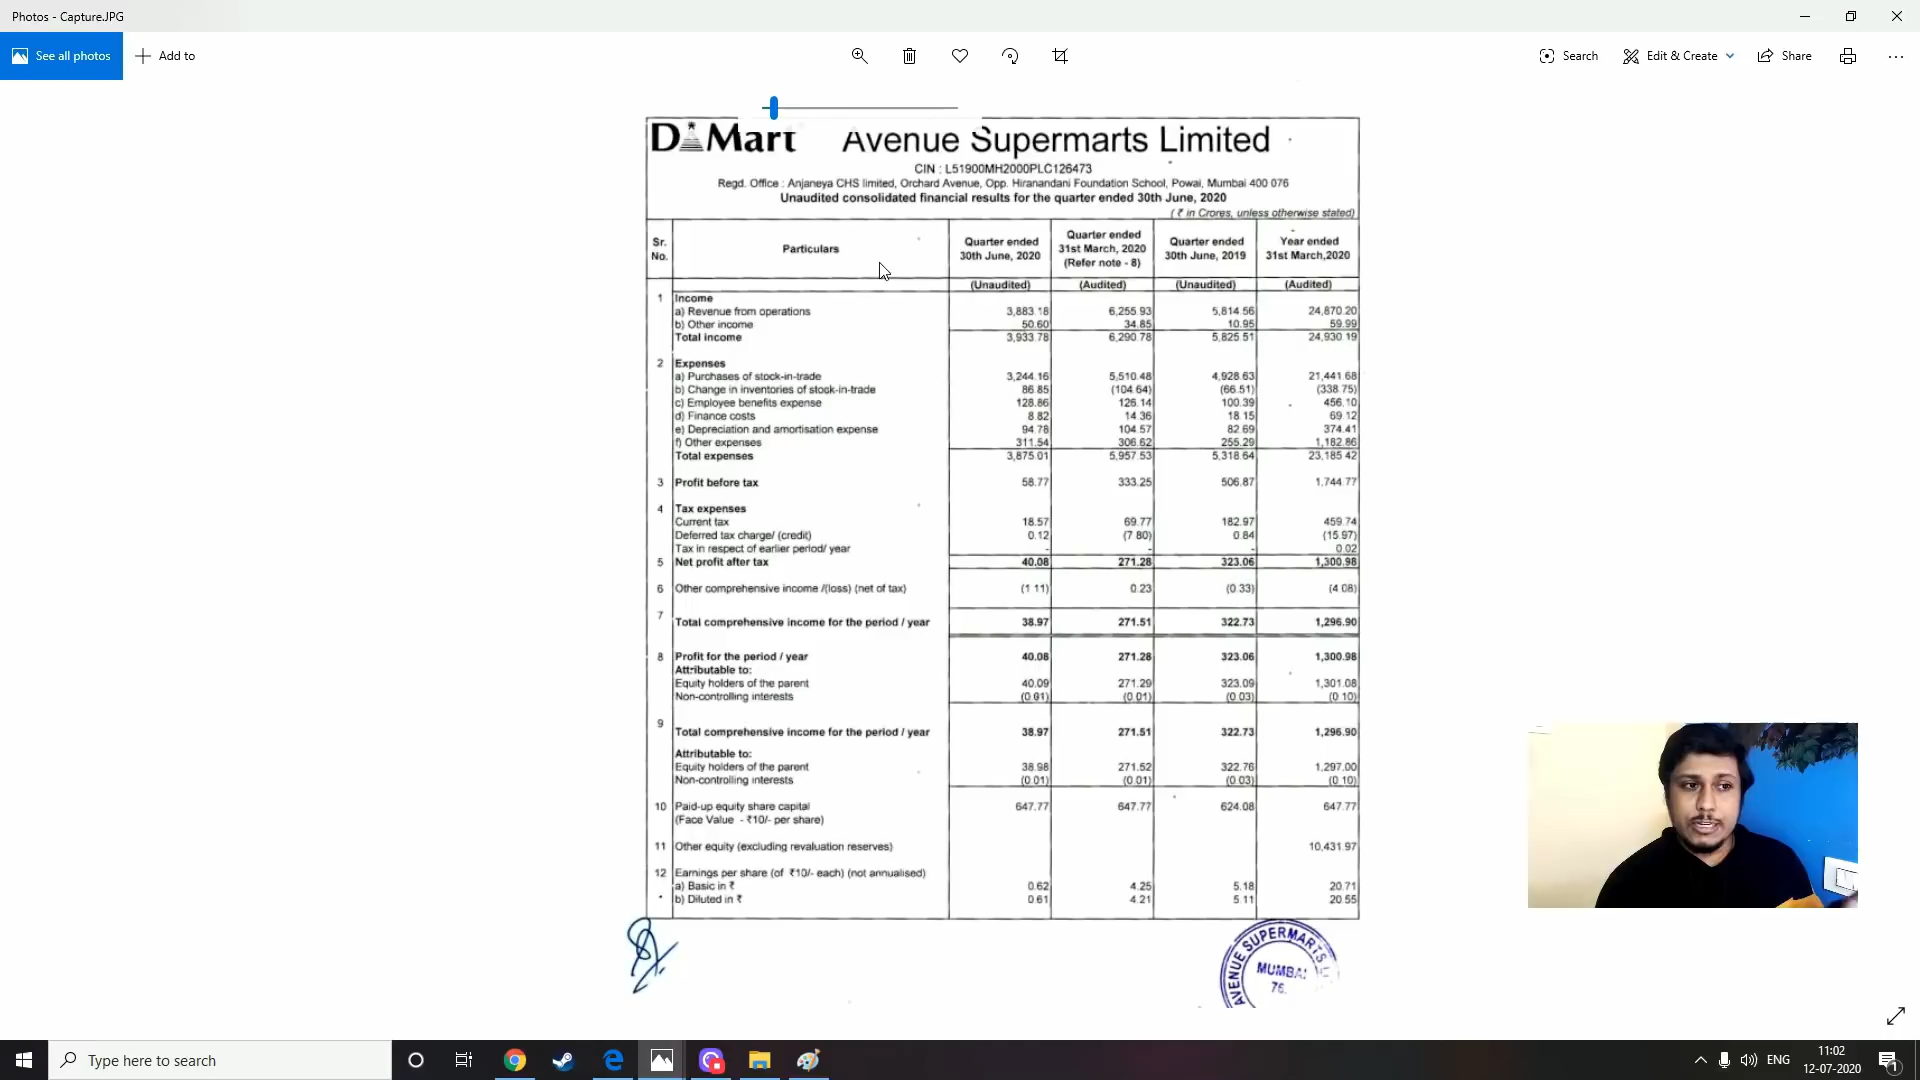 Photos - Capture.JPG
See all photos
Add to
Search
Edit & Create
Share
D Mart Avenue Supermarts Limited
CIN : L51900MH2000PLC126473
Regd. Office : Anjaneya CHS limited, Orchard Avenue, Opp. Hiranandani Foundation School, Powai, Mumbai 400 076
Unaudited consolidated financial results for the quarter ended 30th June, 2020
( ₹ in Crores, unless otherwise stated)
Sr. No. Particulars Quarter ended 30th June, 2020 Quarter ended 31st March, 2020 (Refer note - 8) Quarter ended 30th June, 2019 Year ended 31st March,2020
(Unaudited) (Audited) (Unaudited) (Audited)
1 Income
a) Revenue from operations 3,883.18 6,255.93 5,814.56 24,870.20
b) Other income 50.60 34.85 10.95 59.99
Total income 3,933.78 6,290.78 5,825.51 24,930.19
2 Expenses
a) Purchases of stock-in-trade 3,244.16 5,510.48 4,928.63 21,441.68
b) Change in inventories of stock-in-trade 86.85 (104.64) (66.51) (338.75)
c) Employee benefits expense 128.86 126.14 100.39 456.10
d) Finance costs 8.82 14.36 18.15 69.12
e) Depreciation and amortisation expense 94.78 104.57 82.69 374.41
f) Other expenses 311.54 306.62 255.29 1,182.86
Total expenses 3,875.01 5,957.53 5,318.64 23,185.42
3 Profit before tax 58.77 333.25 506.87 1,744.77
4 Tax expenses
Current tax 18.57 69.77 182.97 459.74
Deferred tax charge/ (credit) 0.12 (7.80) 0.84 (15.97)
Tax in respect of earlier period/ year - - - 0.02
5 Net profit after tax 40.08 271.28 323.06 1,300.98
6 Other comprehensive income /(loss) (net of tax) (1.11) 0.23 (0.33) (4.08)
7 Total comprehensive income for the period / year 38.97 271.51 322.73 1,296.90
8 Profit for the period / year 40.08 271.28 323.06 1,300.98
Attributable to:
Equity holders of the parent 40.09 271.29 323.09 1,301.08
Non-controlling interests (0.01) (0.01) (0.03) (0.10)
9 Total comprehensive income for the period / year 38.97 271.51 322.73 1,296.90
Attributable to:
Equity holders of the parent 38.98 271.52 322.76 1,297.00
Non-controlling interests (0.01) (0.01) (0.03) (0.10)
10 Paid-up equity share capital 647.77 647.77 624.08 647.77
(Face Value - ₹10/- per share)
11 Other equity (excluding revaluation reserves) 10,431.97
12 Earnings per share (of ₹10/- each) (not annualised)
a) Basic in ₹ 0.62 4.25 5.18 20.71
b) Diluted in ₹ 0.61 4.21 5.11 20.55
AVENUE SUPERMARTS
MUMBAI
76.
Type here to search
ENG
11:02
12-07-2020
1